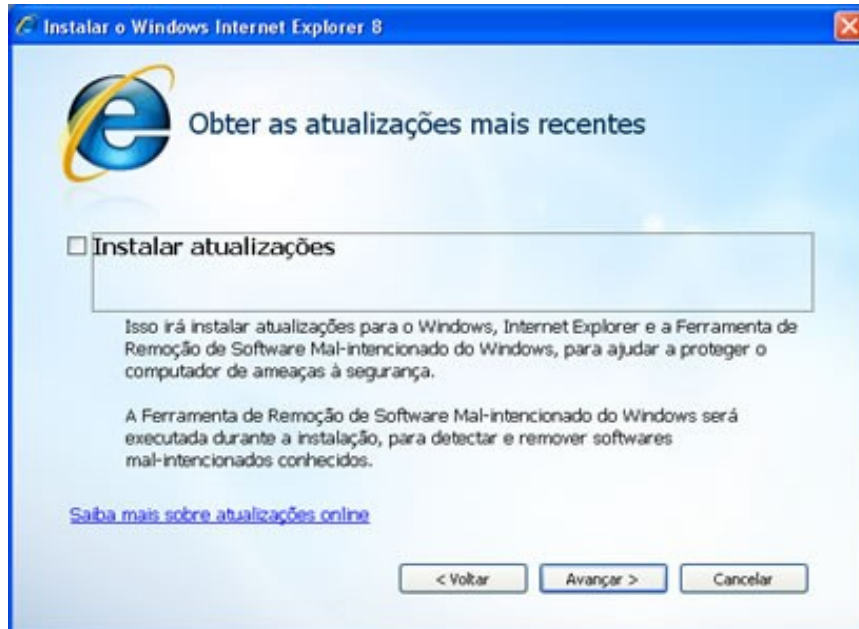 Instalar o Windows Internet Explorer 8
Obter as atualizações mais recentes
Instalar atualizações
Isso irá instalar atualizações para o Windows, Internet Explorer e a Ferramenta de
Remoção de Software Mal-intencionado do Windows, para ajudar a proteger o
computador de ameaças à segurança.
A Ferramenta de Remoção de Software Mal-intencionado do Windows será
executada durante a instalação, para detectar e remover softwares
mal-intencionados conhecidos.
Saiba mais sobre atualizações online
< Voltar
Avançar >
Cancelar